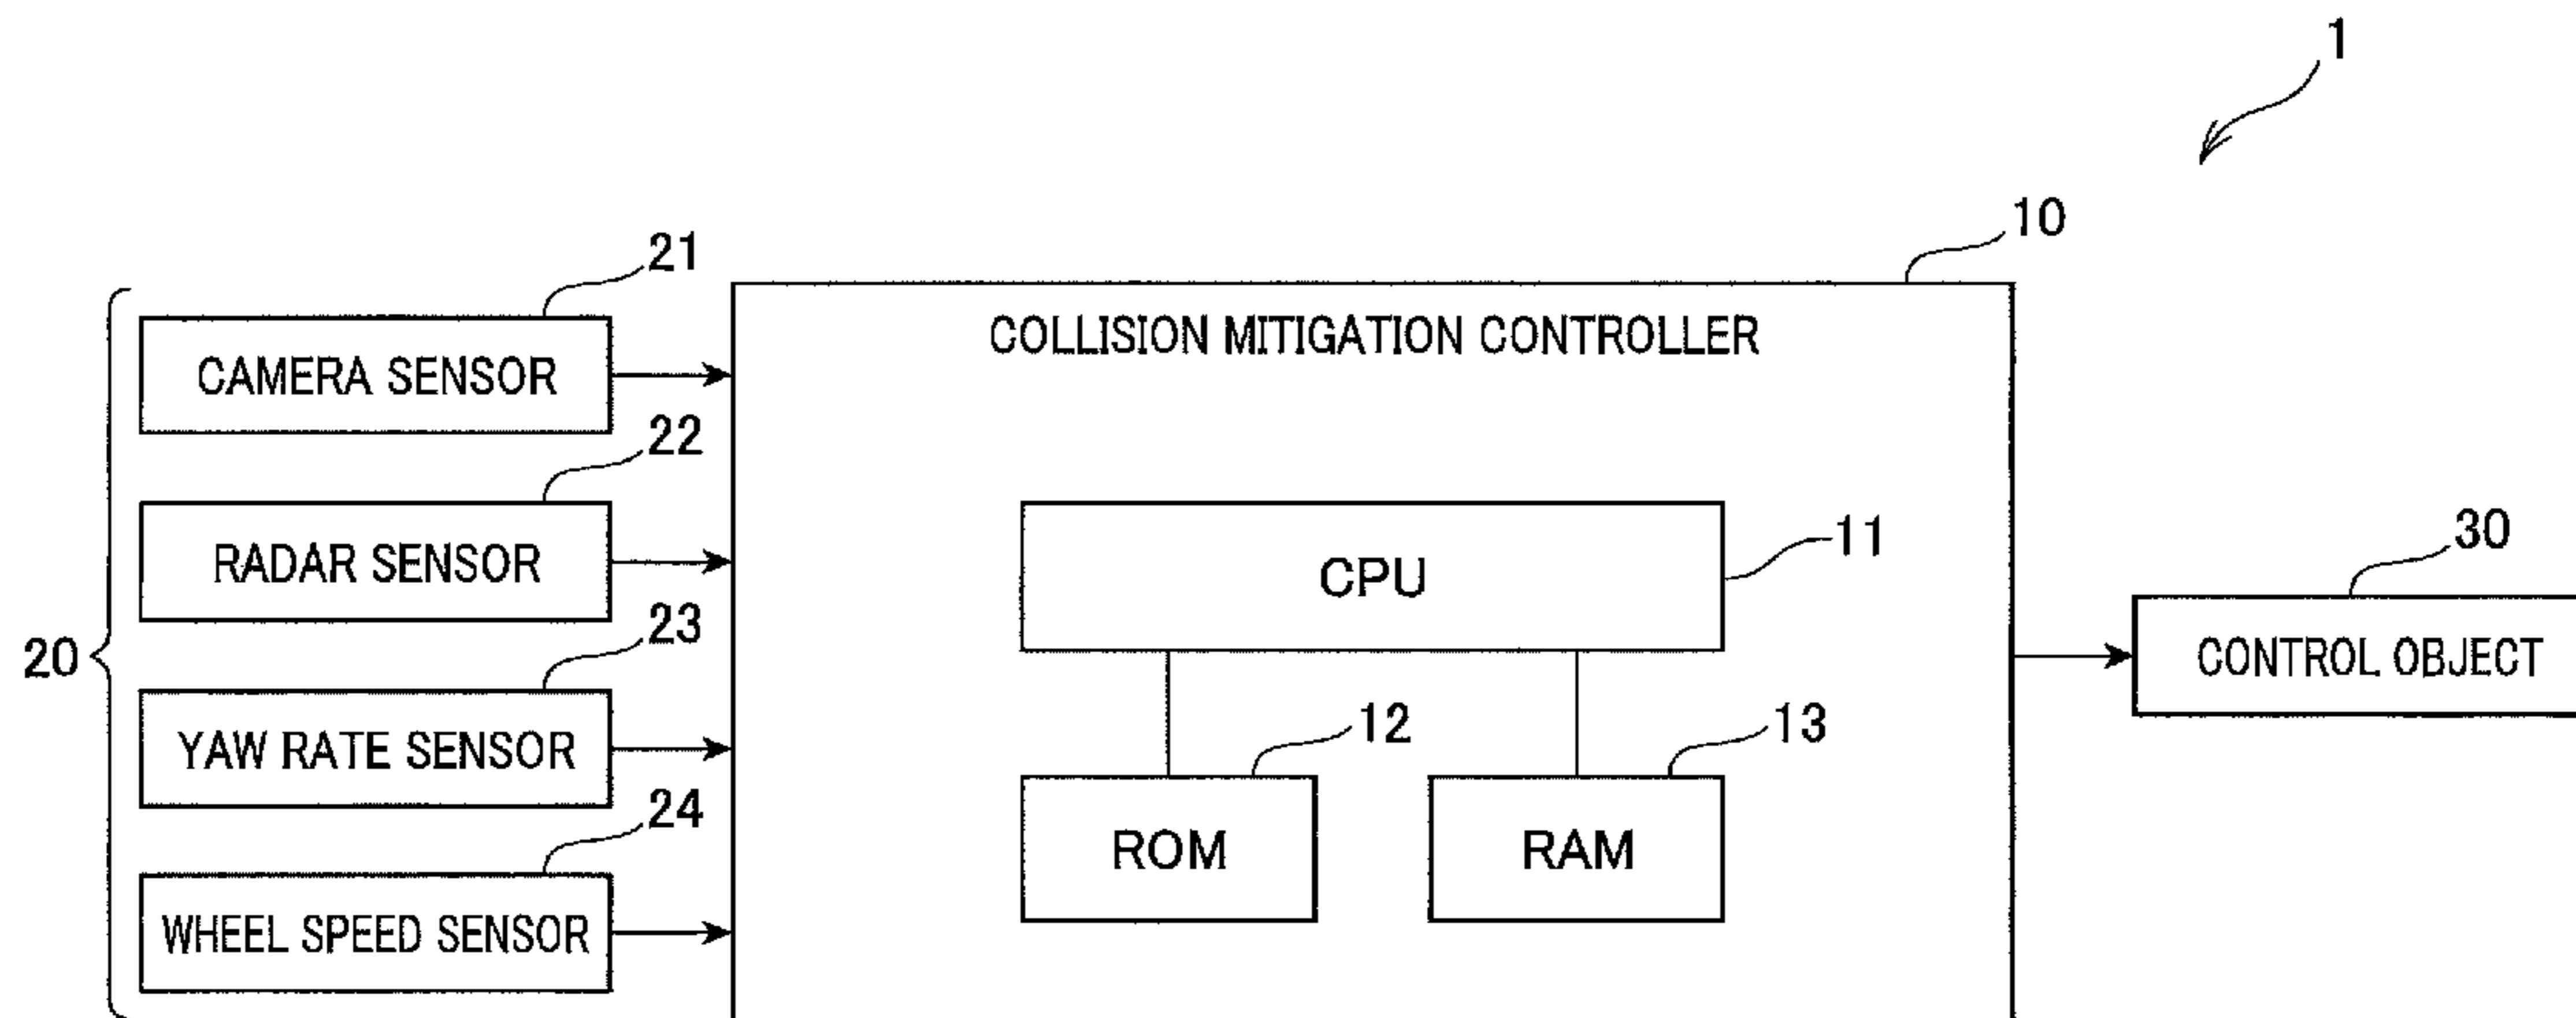 1
10
21
COLLISION MITIGATION CONTROLLER
CAMERA SENSOR
22
11
30
RADAR SENSOR
CPU
23
20
CONTROL OBJECT
12
13
YAW RATE SENSOR
24
ROM
RAM
WHEEL SPEED SENSOR